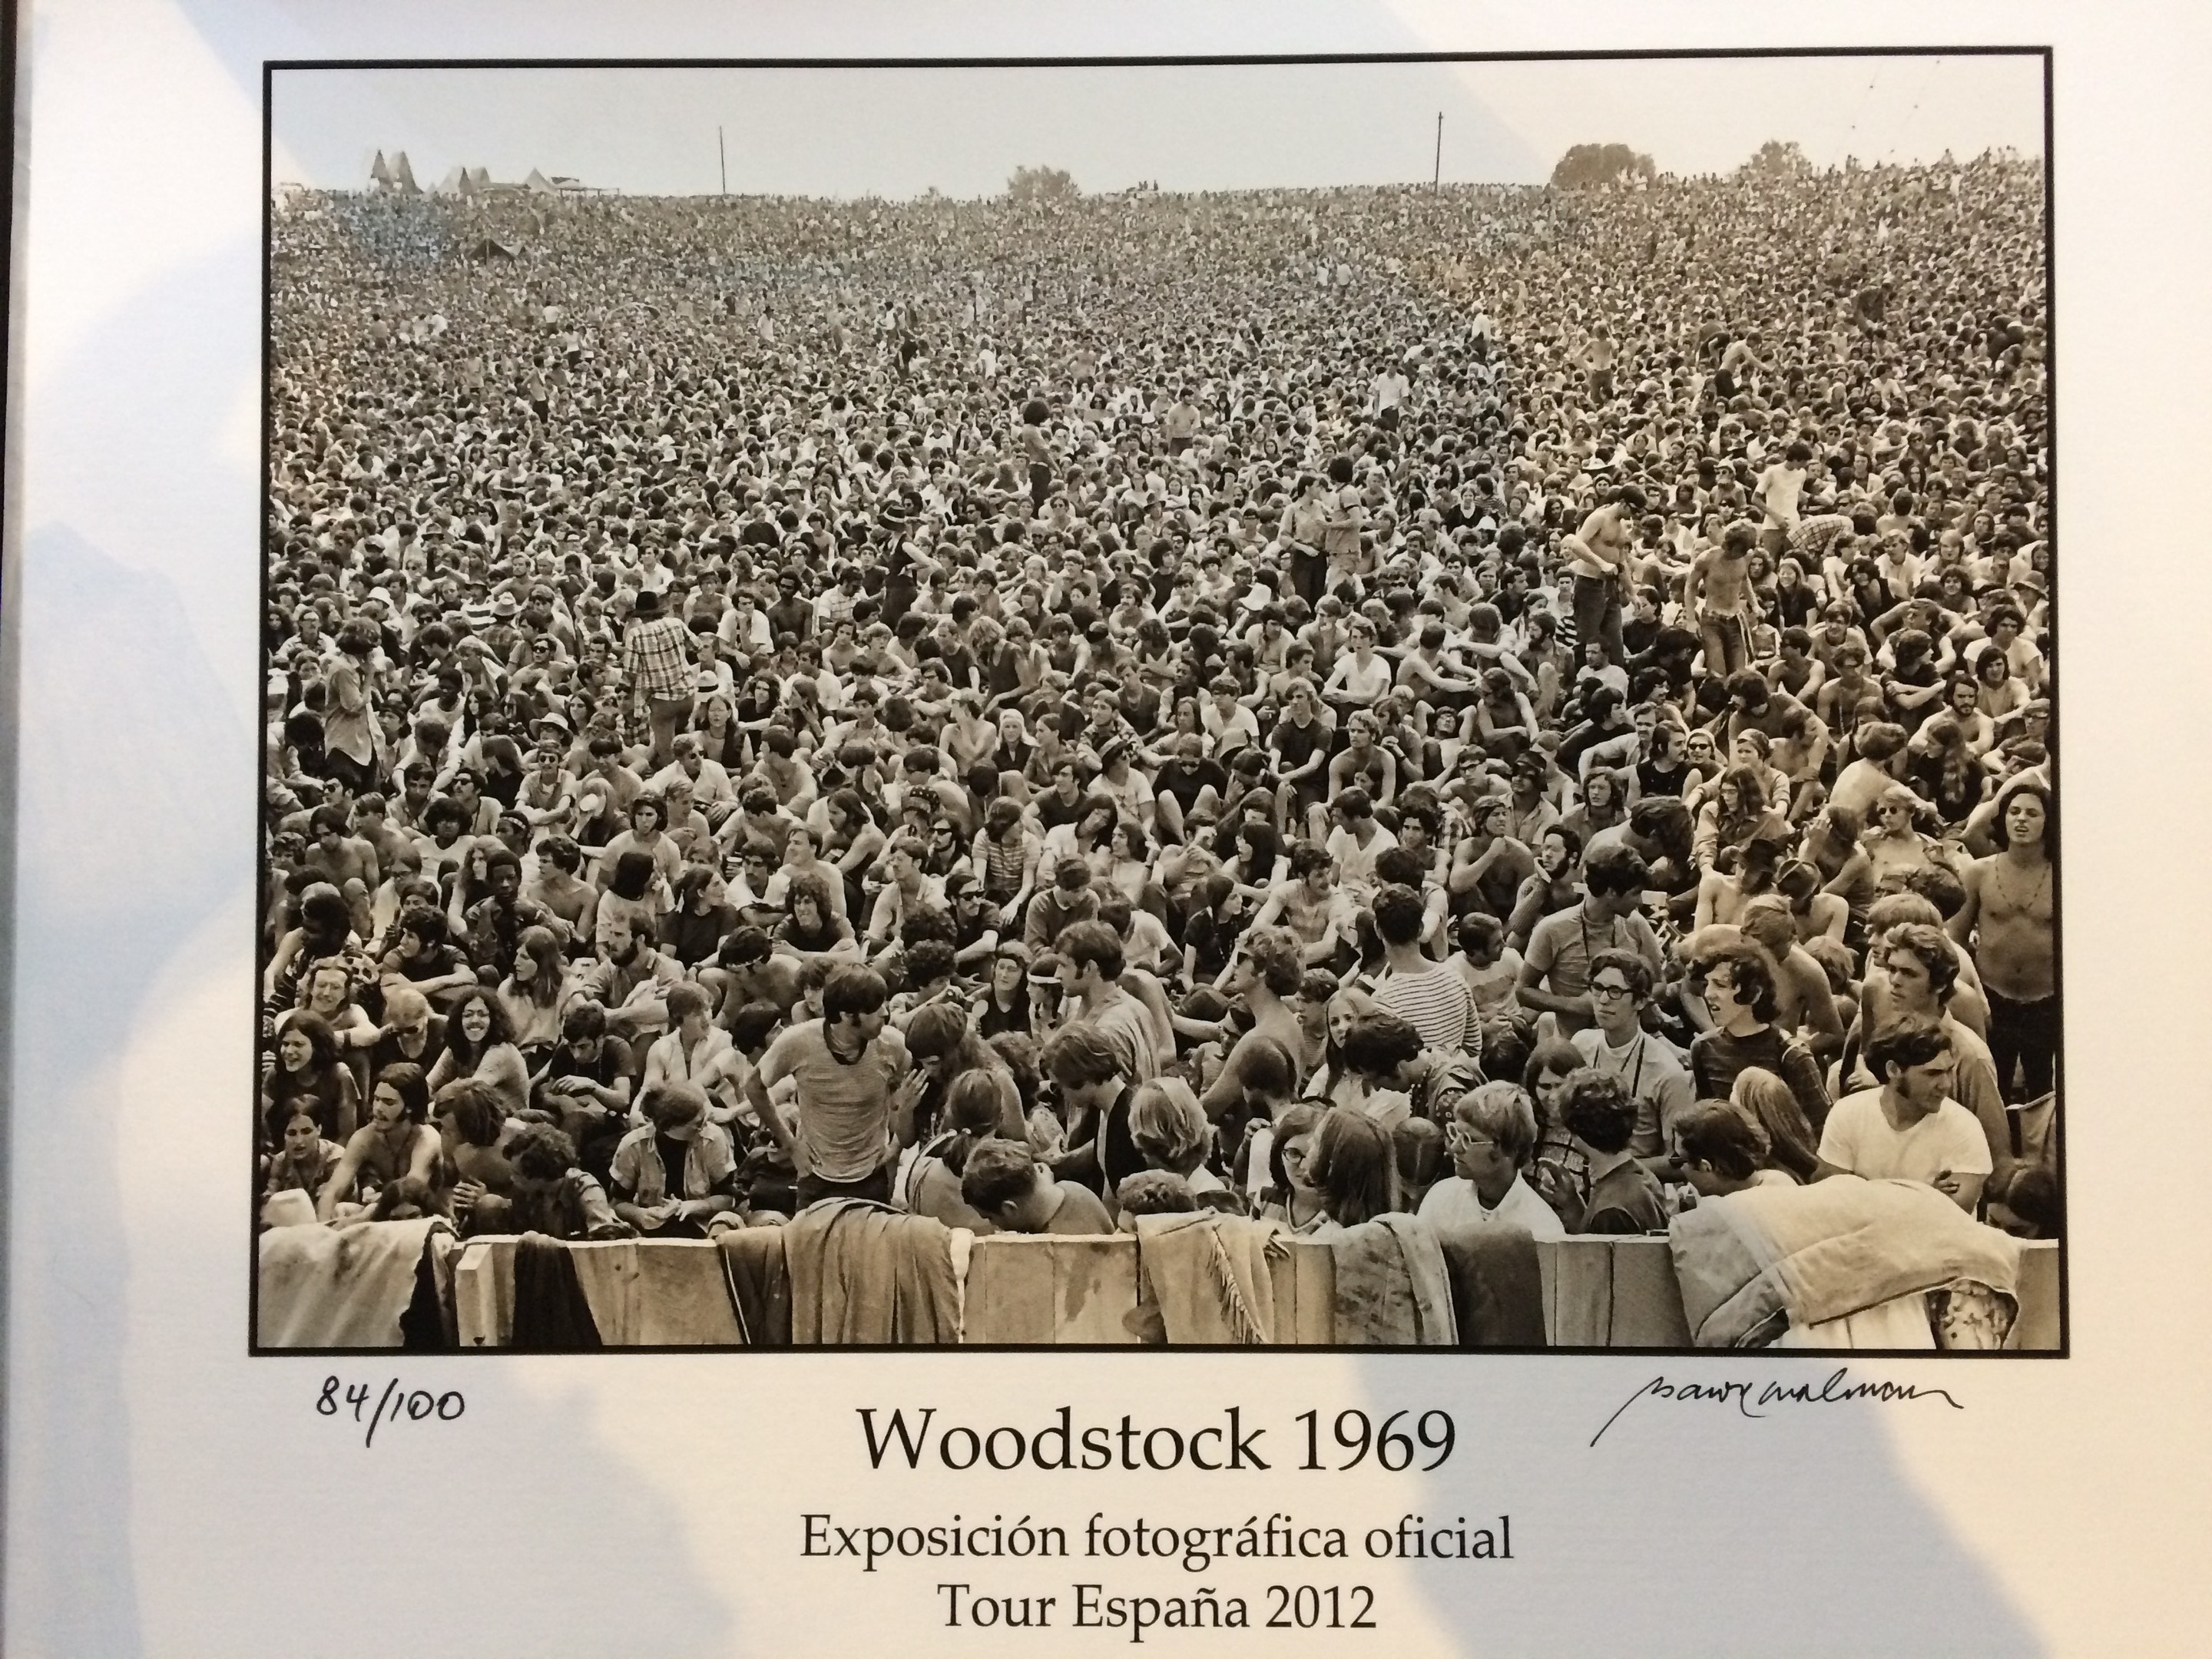 84/100
Woodstock 1969
Exposición fotográfica oficial
Tour España 2012